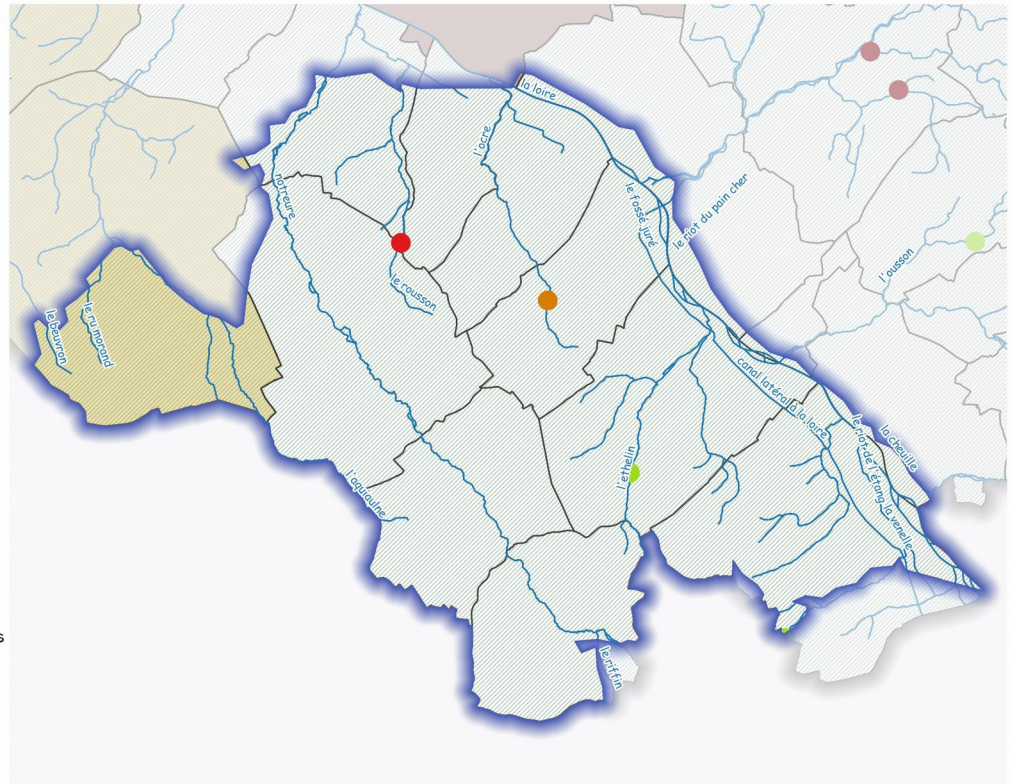 la loire
l'ocre
notreure
le fossé juré
le riot du pain cher
l'ousson
le rousson
le beuvron
le ru morand
canal latéral à la loire
la cheuille
le riot de l'étang la venelle
l'ethelin
l'aquiaulne
s
le riffin